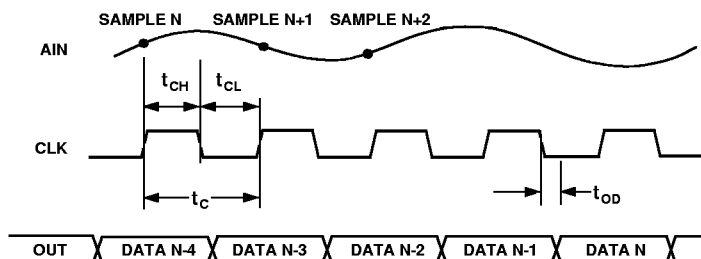 SAMPLE N SAMPLE N+1 SAMPLE N+2
AIN
tCH tCL
CLK
tC tOD
OUT DATA N-4 DATA N-3 DATA N-2 DATA N-1 DATA N